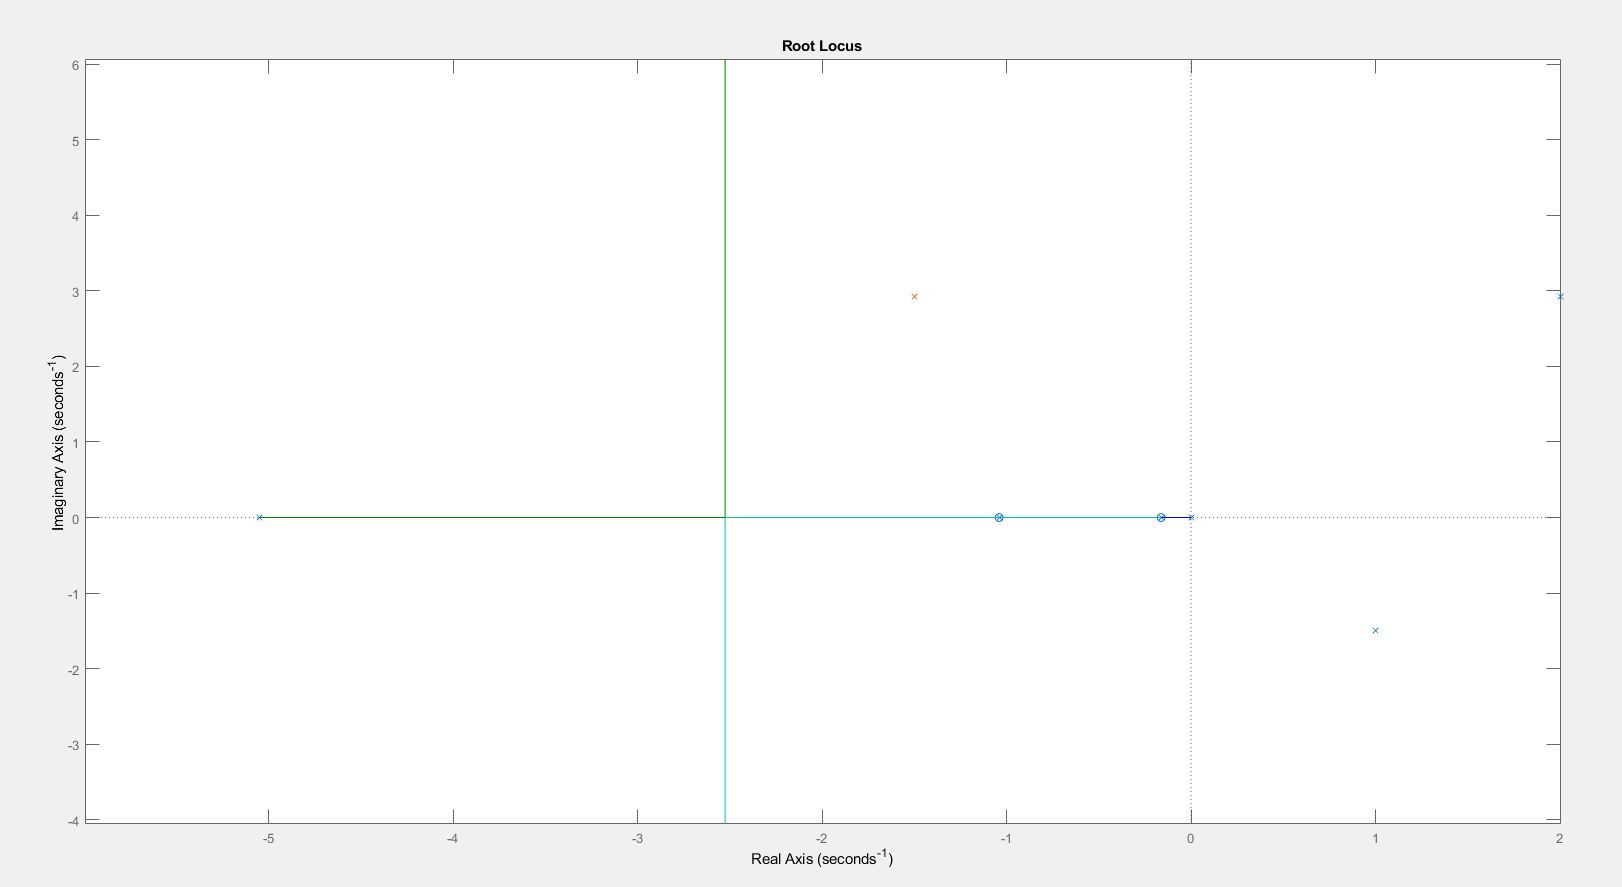 Root Locus
6
5
4
3
2
1
0
-1
-2
-3
-4
Imaginary Axis (seconds⁻¹)
-5 -4 -3 -2 -1 0 1 2
Real Axis (seconds⁻¹)